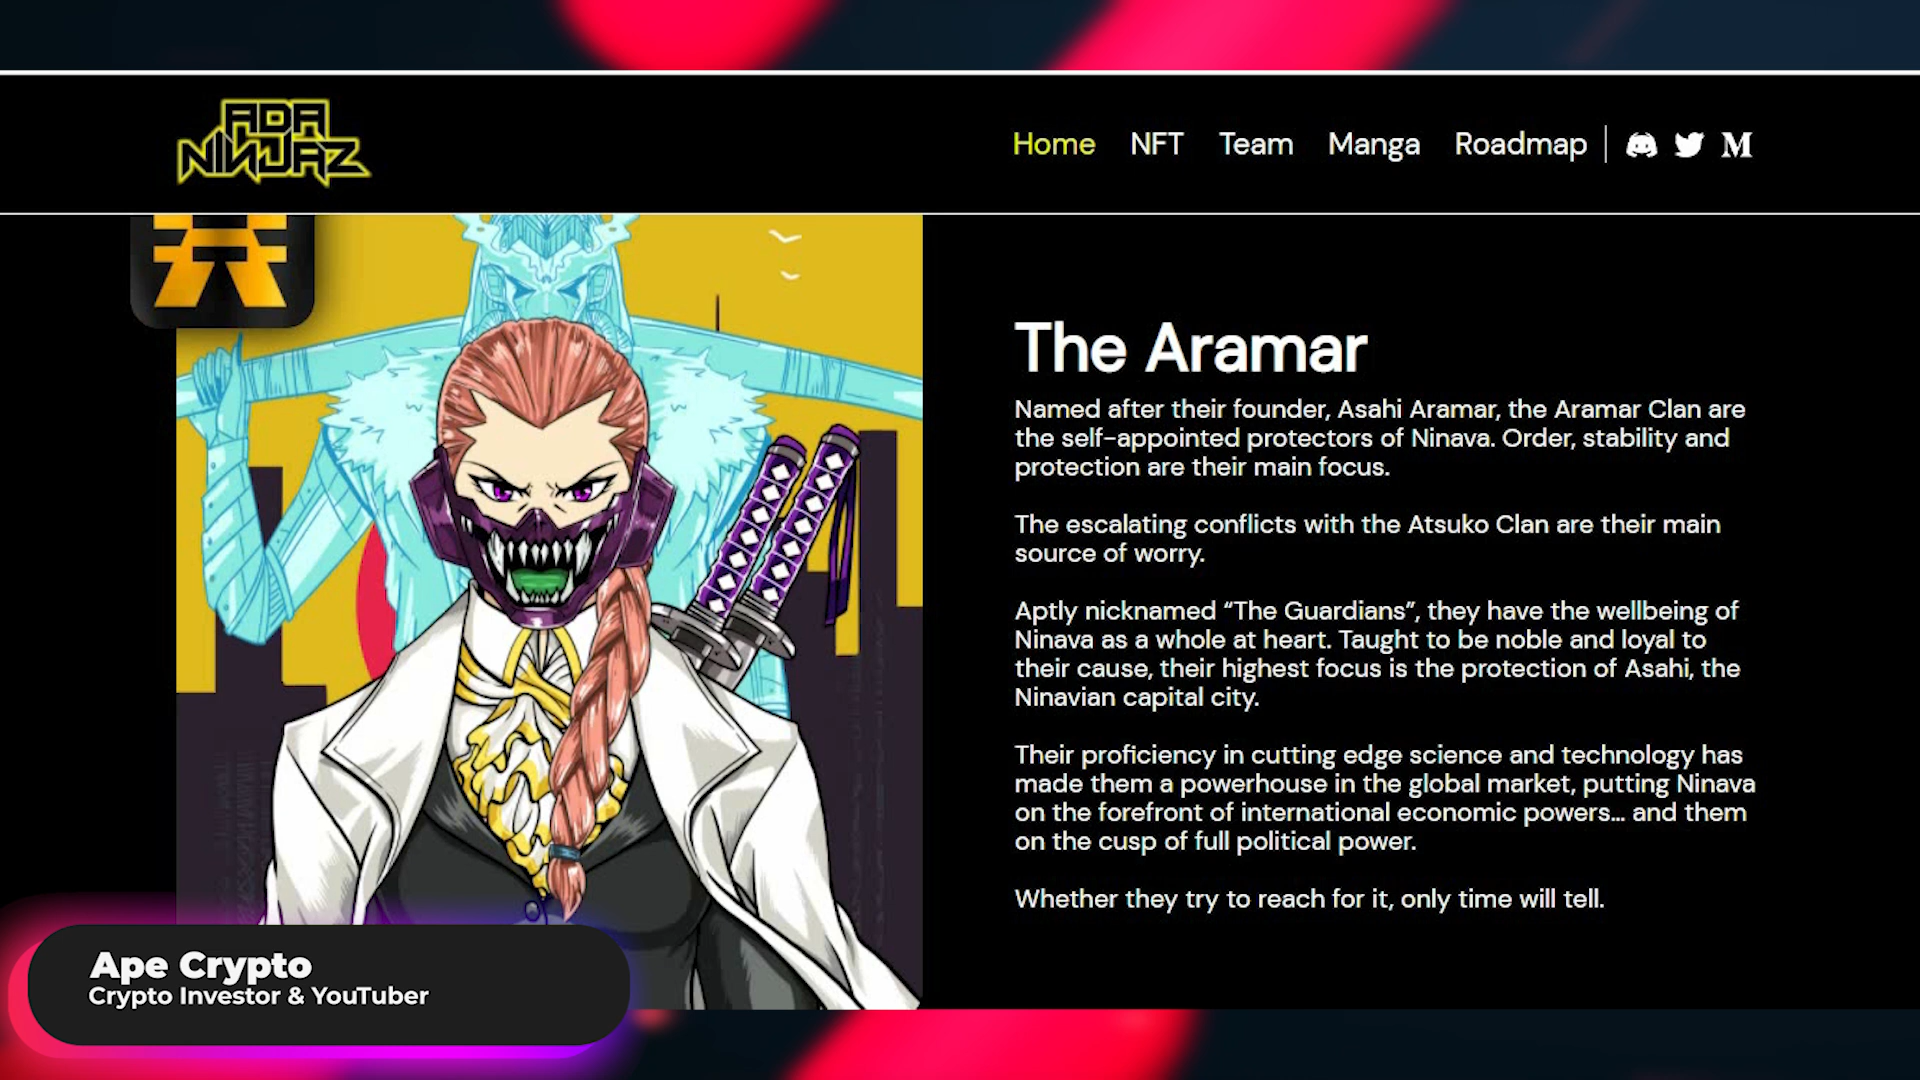 ADA
NINJAZ
Home NFT Team Manga Roadmap
The Aramar
Named after their founder, Asahi Aramar, the Aramar Clan are
the self-appointed protectors of Ninava. Order, stability and
protection are their main focus.
The escalating conflicts with the Atsuko Clan are their main
source of worry.
Aptly nicknamed “The Guardians”, they have the wellbeing of
Ninava as a whole at heart. Taught to be noble and loyal to
their cause, their highest focus is the protection of Asahi, the
Ninavian capital city.
Their proficiency in cutting edge science and technology has
made them a powerhouse in the global market, putting Ninava
on the forefront of international economic powers... and them
on the cusp of full political power.
Whether they try to reach for it, only time will tell.
Ape Crypto
Crypto Investor & YouTuber